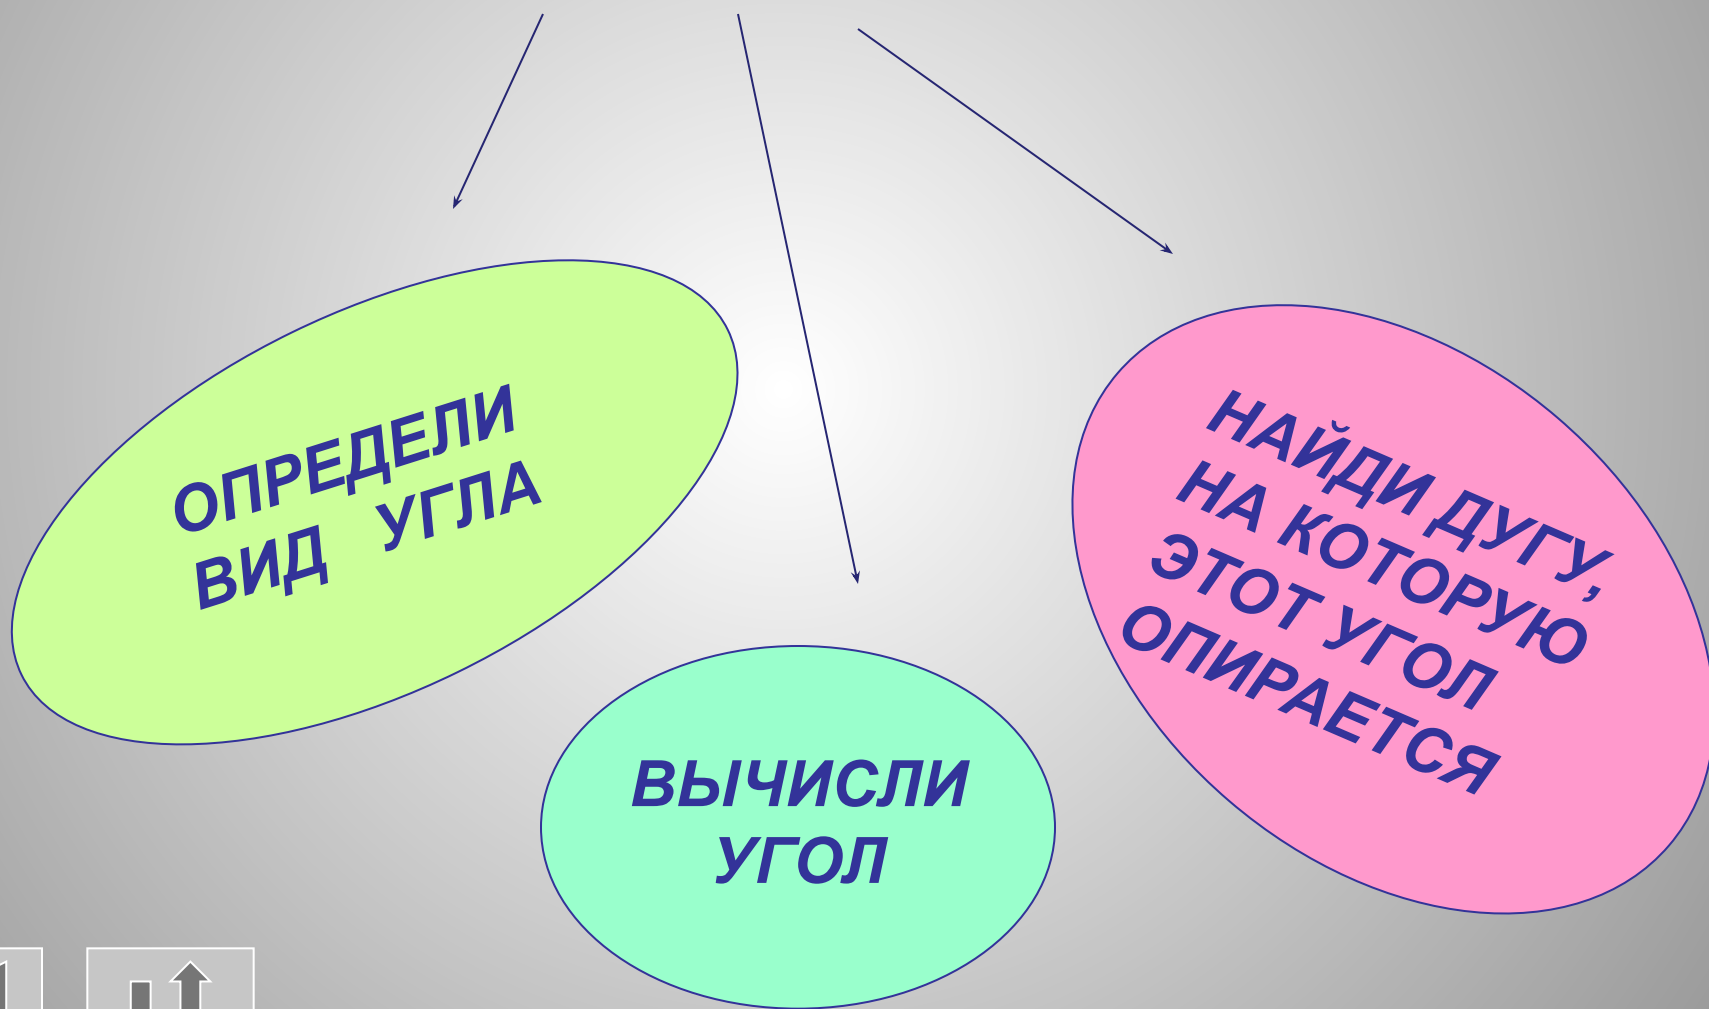 ОПРЕДЕЛИ
ВИД УГЛА
ВЫЧИСЛИ
УГОЛ
НАЙДИ ДУГУ,
НА КОТОРУЮ
ЭТОТ УГОЛ
ОПИРАЕТСЯ